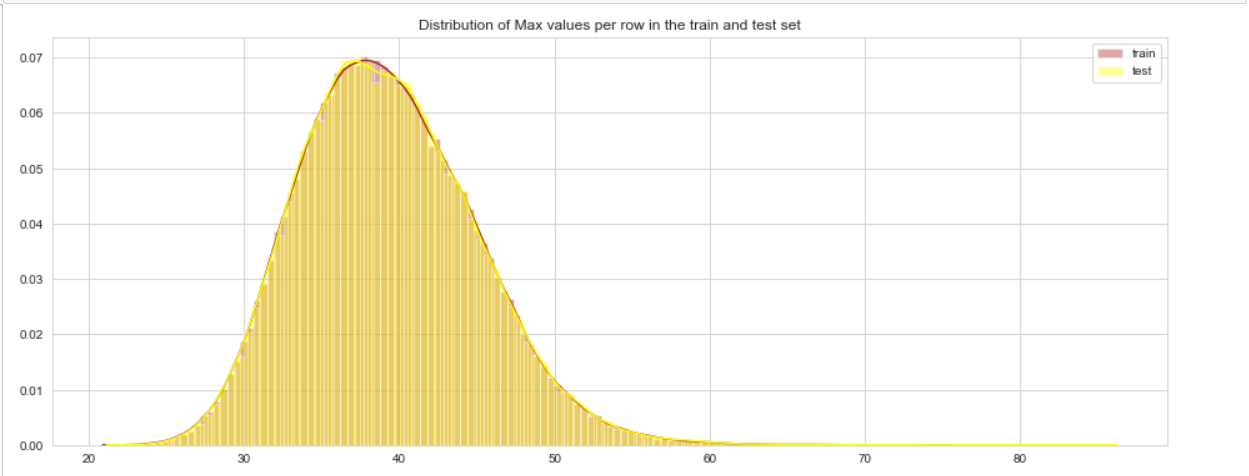 Distribution of Max values per row in the train and test set
train
test
0.07
0.06
0.05
0.04
0.03
0.02
0.01
0.00
20 30 40 50 60 70 80